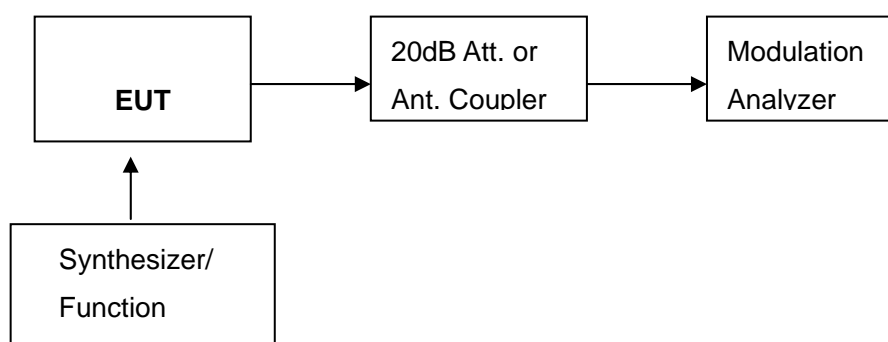 EUT
20dB Att. or
Ant. Coupler
Modulation
Analyzer
Synthesizer/
Function